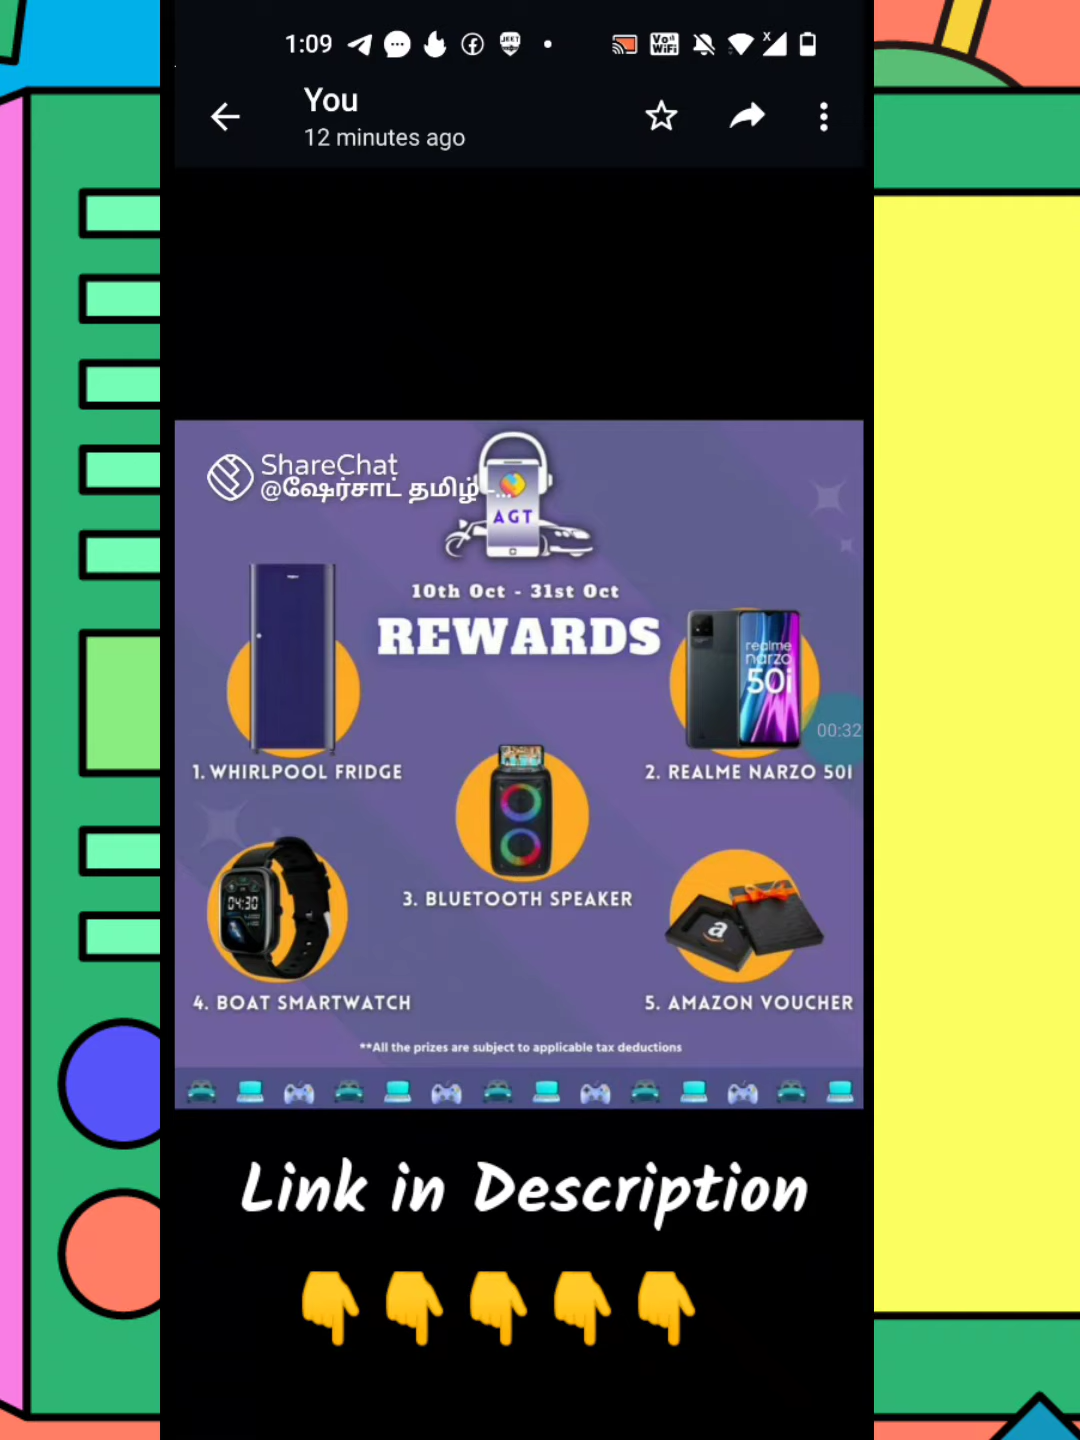 1:09
Vo WiFi
You
12 minutes ago
ShareChat
@ஷேர்சாட் தமிழ் -...
AGT
10th Oct - 31st Oct
REWARDS
realme
narzo
50i
00:32
1. WHIRLPOOL FRIDGE
2. REALME NARZO 50I
04:30
3. BLUETOOTH SPEAKER
a
4. BOAT SMARTWATCH
5. AMAZON VOUCHER
**All the prizes are subject to applicable tax deductions
Link in Description